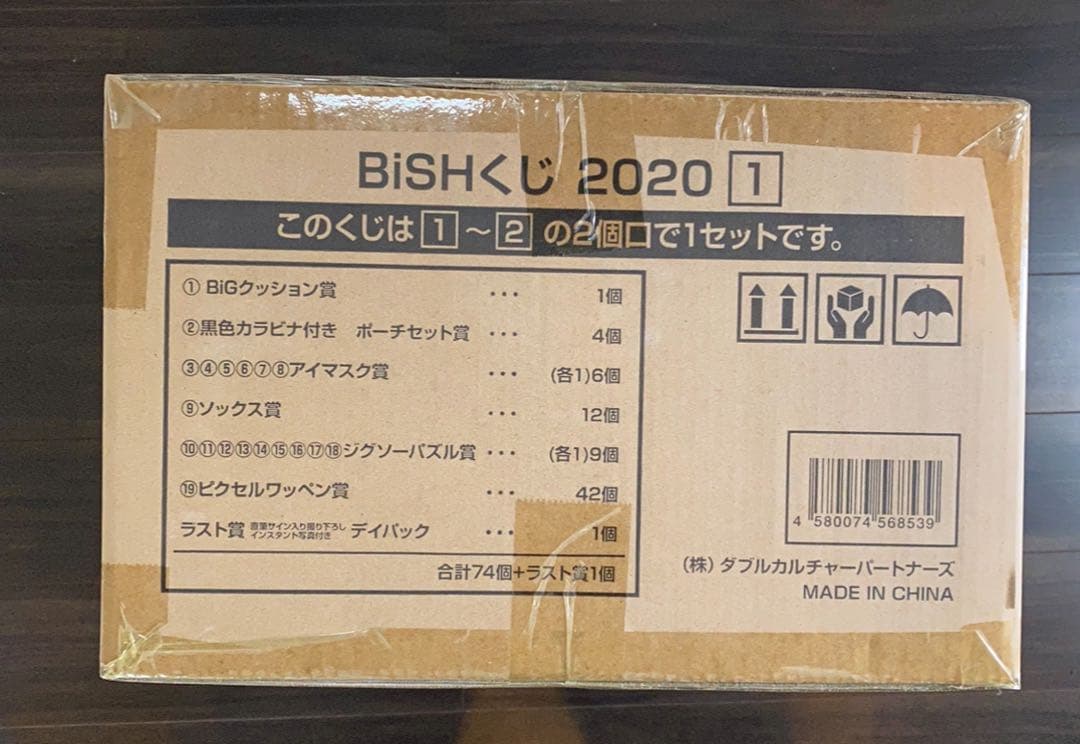 BiSHくじ 2020 1
このくじは 1 ～ 2 の2個口で1セットです。
① BiGクッション賞 ･･･ 1個
②黒色カラビナ付き ポーチセット賞 ･･･ 4個
③④⑤⑥⑦⑧アイマスク賞 ･･･ (各1)6個
⑨ソックス賞 ･･･ 12個
⑩⑪⑫⑬⑭⑮⑯⑰⑱ジグソーパズル賞 ･･･ (各1)9個
⑲ピクセルワッペン賞 ･･･ 42個
ラスト賞 直筆サイン入り撮り下ろし インスタント写真付き デイパック ･･･ 1個
合計74個+ラスト賞1個
4 580074 568539
(株) ダブルカルチャーパートナーズ
MADE IN CHINA